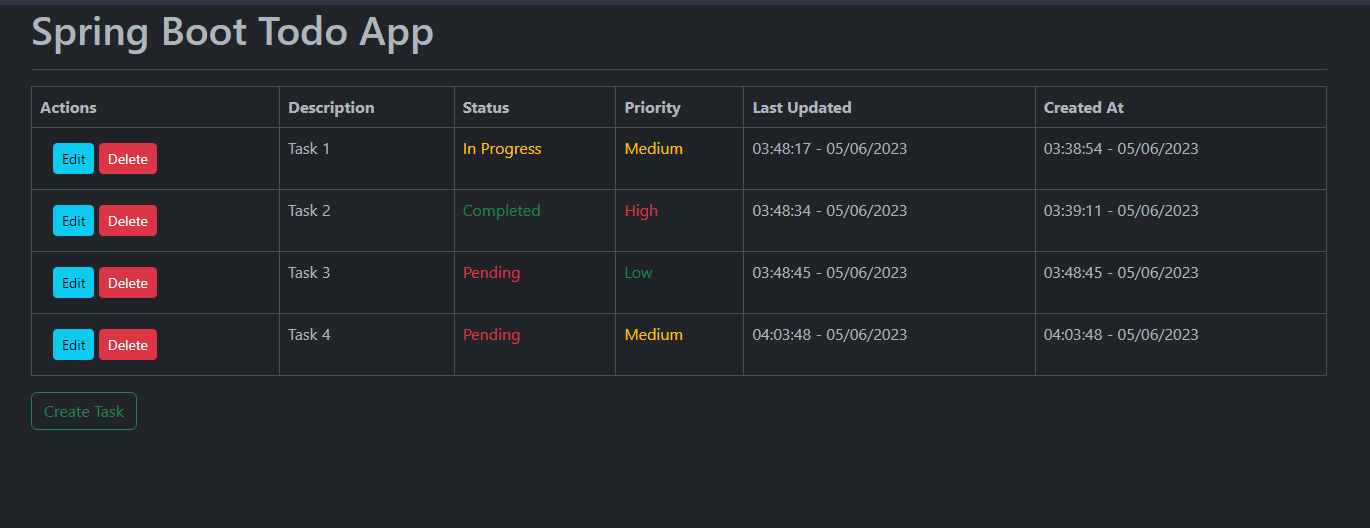 Spring Boot Todo App
Actions Description Status Priority Last Updated Created At
Edit Delete Task 1 In Progress Medium 03:48:17 - 05/06/2023 03:38:54 - 05/06/2023
Edit Delete Task 2 Completed High 03:48:34 - 05/06/2023 03:39:11 - 05/06/2023
Edit Delete Task 3 Pending Low 03:48:45 - 05/06/2023 03:48:45 - 05/06/2023
Edit Delete Task 4 Pending Medium 04:03:48 - 05/06/2023 04:03:48 - 05/06/2023
Create Task